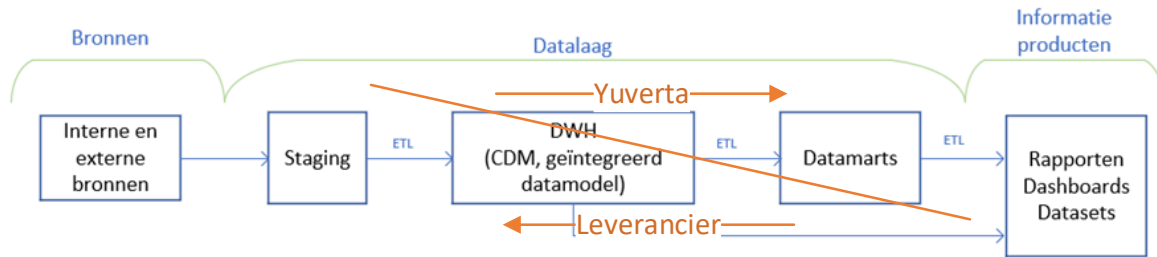 Bronnen
Datalaag
Informatie
producten
Yuverta
Interne en
externe
bronnen
Staging
ETL
DWH
(CDM, geïntegreerd
datamodel)
ETL
Datamarts
ETL
Rapporten
Dashboards
Datasets
Leverancier